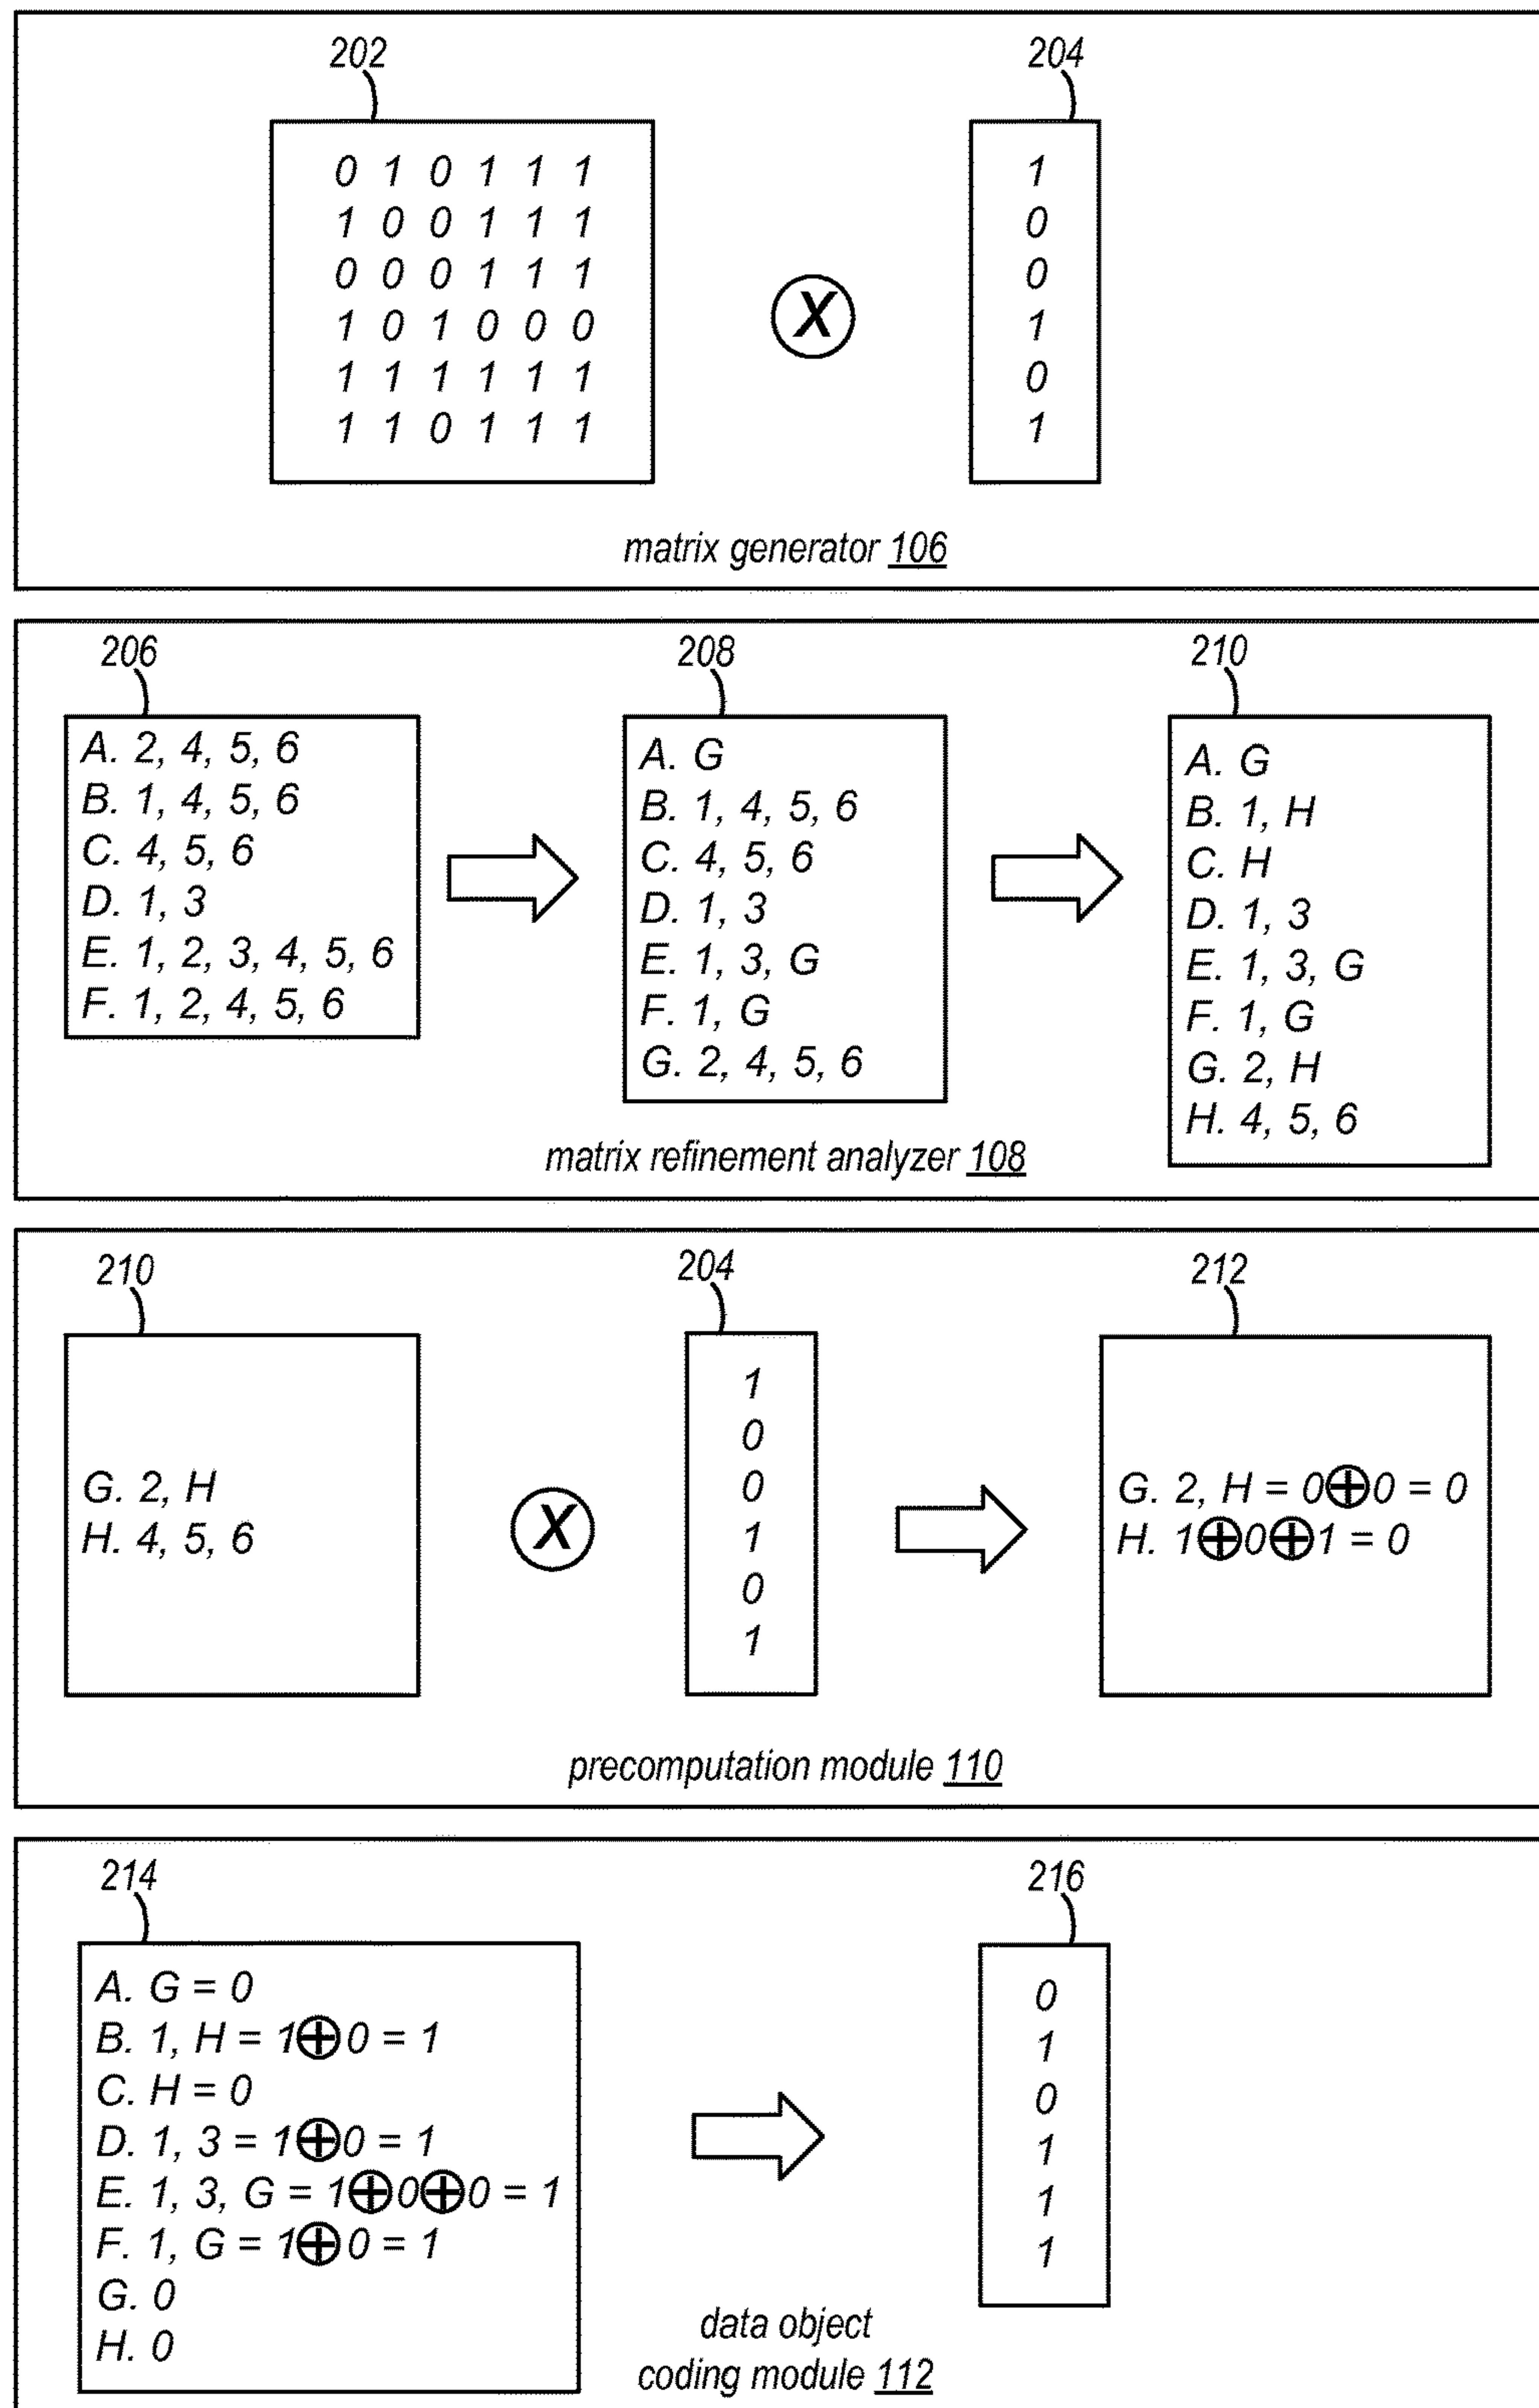 202
204
0 1 0 1 1 1
1 0 0 1 1 1
0 0 0 1 1 1
1 0 1 0 0 0
1 1 1 1 1 1
1 1 0 1 1 1
X
1
0
0
1
0
1
matrix generator 106
206
208
210
A. 2, 4, 5, 6
B. 1, 4, 5, 6
C. 4, 5, 6
D. 1, 3
E. 1, 2, 3, 4, 5, 6
F. 1, 2, 4, 5, 6
A. G
B. 1, 4, 5, 6
C. 4, 5, 6
D. 1, 3
E. 1, 3, G
F. 1, G
G. 2, 4, 5, 6
A. G
B. 1, H
C. H
D. 1, 3
E. 1, 3, G
F. 1, G
G. 2, H
H. 4, 5, 6
matrix refinement analyzer 108
210
204
212
G. 2, H
H. 4, 5, 6
X
1
0
0
1
0
1
G. 2, H = 0⊕0 = 0
H. 1⊕0⊕1 = 0
precomputation module 110
214
216
A. G = 0
B. 1, H = 1⊕0 = 1
C. H = 0
D. 1, 3 = 1⊕0 = 1
E. 1, 3, G = 1⊕0⊕0 = 1
F. 1, G = 1⊕0 = 1
G. 0
H. 0
0
1
0
1
1
1
data object
coding module 112